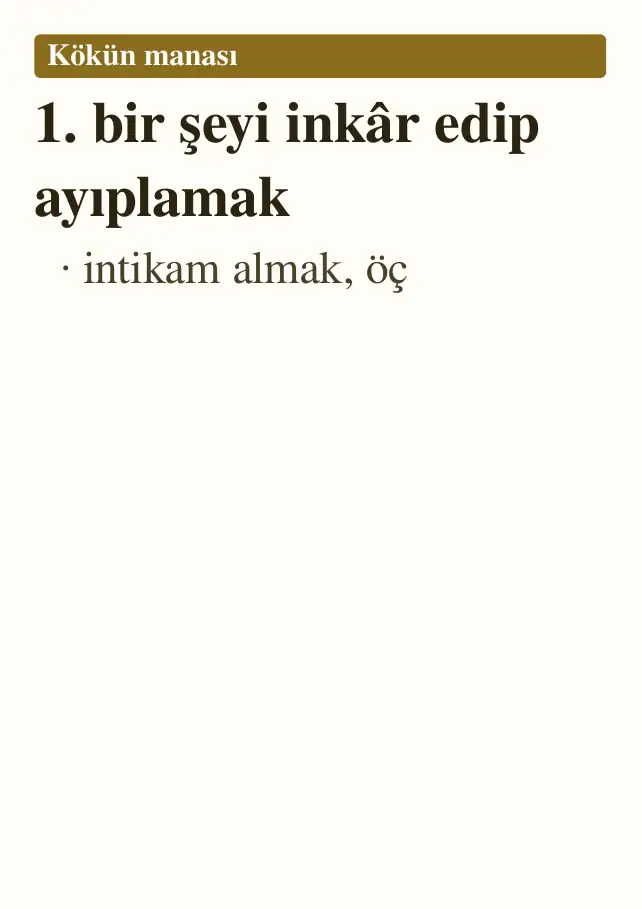 Kökün manası
1. bir şeyi inkâr edip
ayıplamak
· intikam almak, öç